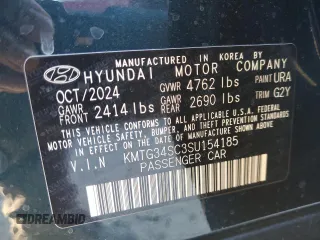 MANUFACTURED IN KOREA BY
HYUNDAI MOTOR COMPANY
OCT/2024 GVWR 4762 lbs PAINT URA
GAWR FRONT 2414 lbs GAWR REAR 2690 lbs TRIM G2Y
THIS VEHICLE CONFORMS TO ALL APPLICABLE FEDERAL
MOTOR VEHICLE SAFETY, BUMPER, AND THEFT PREVENTION
STANDARDS IN EFFECT ON THE DATE OF MANUFACTURE
SHOWN ABOVE.
V.I.N KMTG34SC3SU154185
PASSENGER CAR
DREAMBID